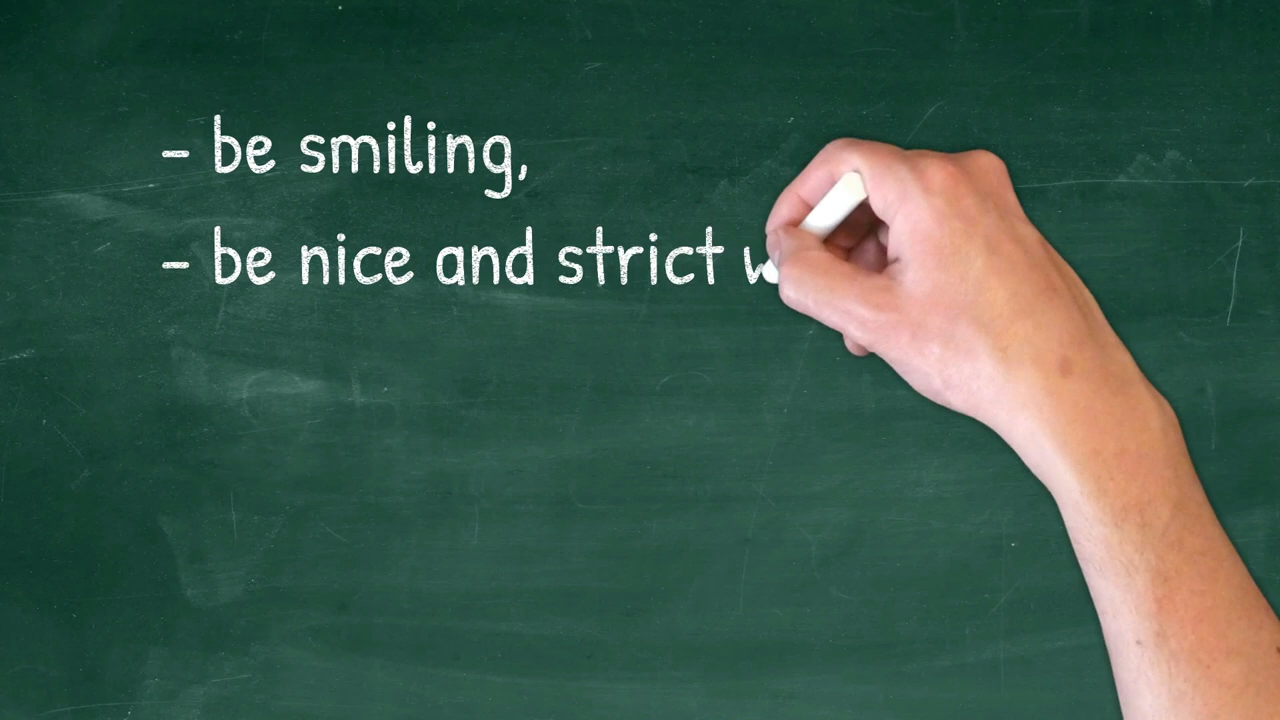 - be smiling,
- be nice and strict